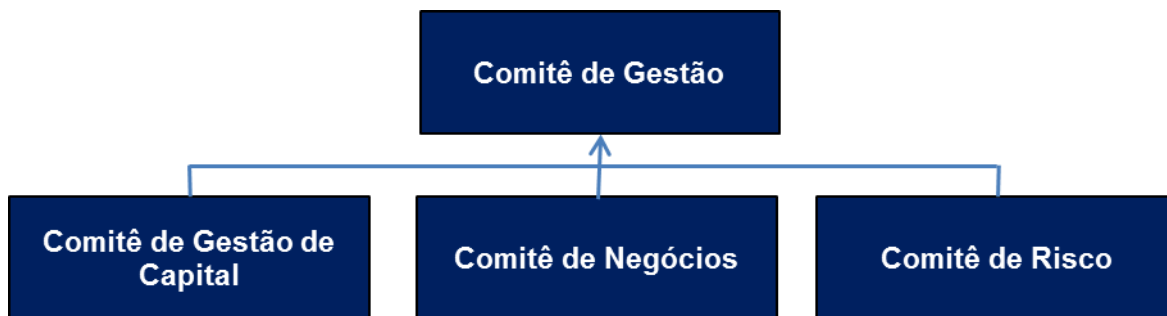 Comitê de Gestão
Comitê de Gestão de
Capital
Comitê de Negócios
Comitê de Risco